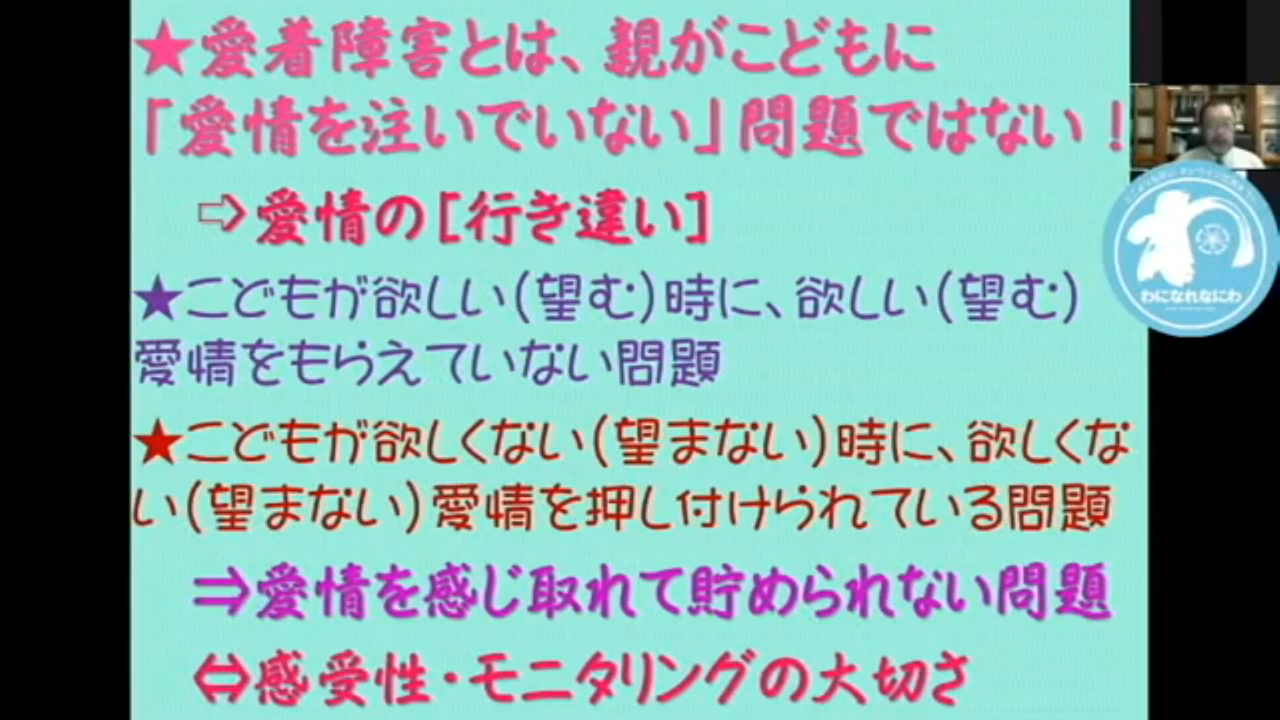 ★愛着障害とは、親がこどもに
「愛情を注いでいない」問題ではない！
⇨愛情の［行き違い］
★こどもが欲しい(望む)時に、欲しい(望む)
愛情をもらえていない問題
★こどもが欲しくない(望まない)時に、欲しくな
い(望まない)愛情を押し付けられている問題
⇒愛情を感じ取れて貯められない問題
⇔感受性・モニタリングの大切さ
わになれなにわ